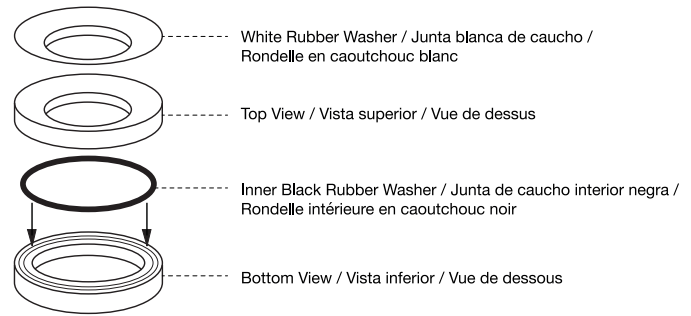 White Rubber Washer / Junta blanca de caucho /
Rondelle en caoutchouc blanc
Top View / Vista superior / Vue de dessus
Inner Black Rubber Washer / Junta de caucho interior negra /
Rondelle intérieure en caoutchouc noir
Bottom View / Vista inferior / Vue de dessous